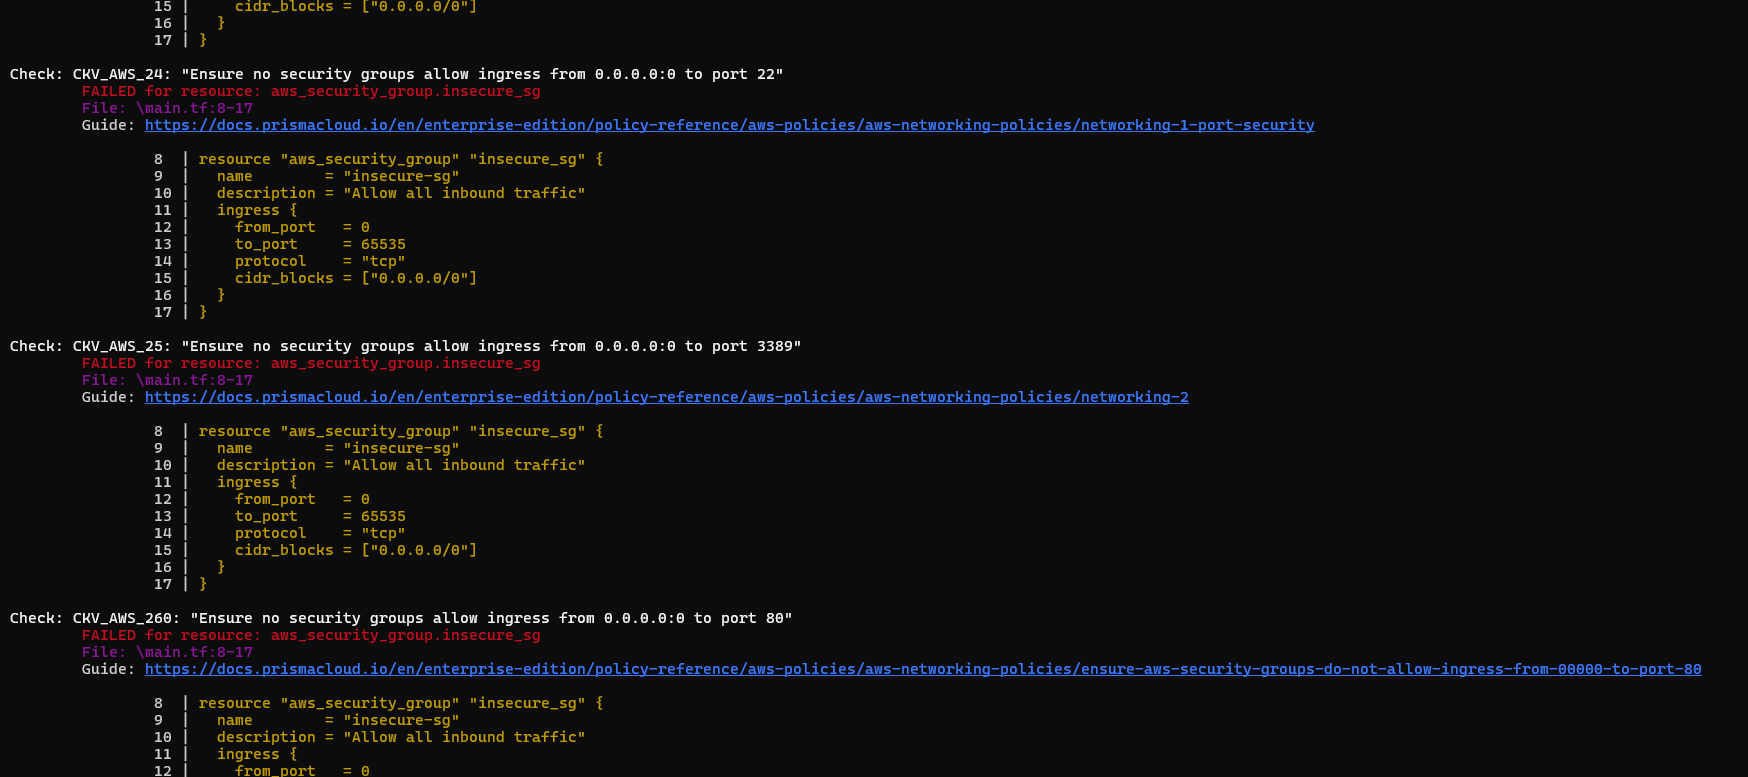 15 |     cidr_blocks = ["0.0.0.0/0"]
16 |   }
17 | }
Check: CKV_AWS_24: "Ensure no security groups allow ingress from 0.0.0.0:0 to port 22"
FAILED for resource: aws_security_group.insecure_sg
File: \main.tf:8-17
Guide: https://docs.prismacloud.io/en/enterprise-edition/policy-reference/aws-policies/aws-networking-policies/networking-1-port-security
8  | resource "aws_security_group" "insecure_sg" {
9  |   name        = "insecure-sg"
10 |   description = "Allow all inbound traffic"
11 |   ingress {
12 |     from_port   = 0
13 |     to_port     = 65535
14 |     protocol    = "tcp"
15 |     cidr_blocks = ["0.0.0.0/0"]
16 |   }
17 | }
Check: CKV_AWS_25: "Ensure no security groups allow ingress from 0.0.0.0:0 to port 3389"
FAILED for resource: aws_security_group.insecure_sg
File: \main.tf:8-17
Guide: https://docs.prismacloud.io/en/enterprise-edition/policy-reference/aws-policies/aws-networking-policies/networking-2
8  | resource "aws_security_group" "insecure_sg" {
9  |   name        = "insecure-sg"
10 |   description = "Allow all inbound traffic"
11 |   ingress {
12 |     from_port   = 0
13 |     to_port     = 65535
14 |     protocol    = "tcp"
15 |     cidr_blocks = ["0.0.0.0/0"]
16 |   }
17 | }
Check: CKV_AWS_260: "Ensure no security groups allow ingress from 0.0.0.0:0 to port 80"
FAILED for resource: aws_security_group.insecure_sg
File: \main.tf:8-17
Guide: https://docs.prismacloud.io/en/enterprise-edition/policy-reference/aws-policies/aws-networking-policies/ensure-aws-security-groups-do-not-allow-ingress-from-00000-to-port-80
8  | resource "aws_security_group" "insecure_sg" {
9  |   name        = "insecure-sg"
10 |   description = "Allow all inbound traffic"
11 |   ingress {
12 |     from_port   = 0